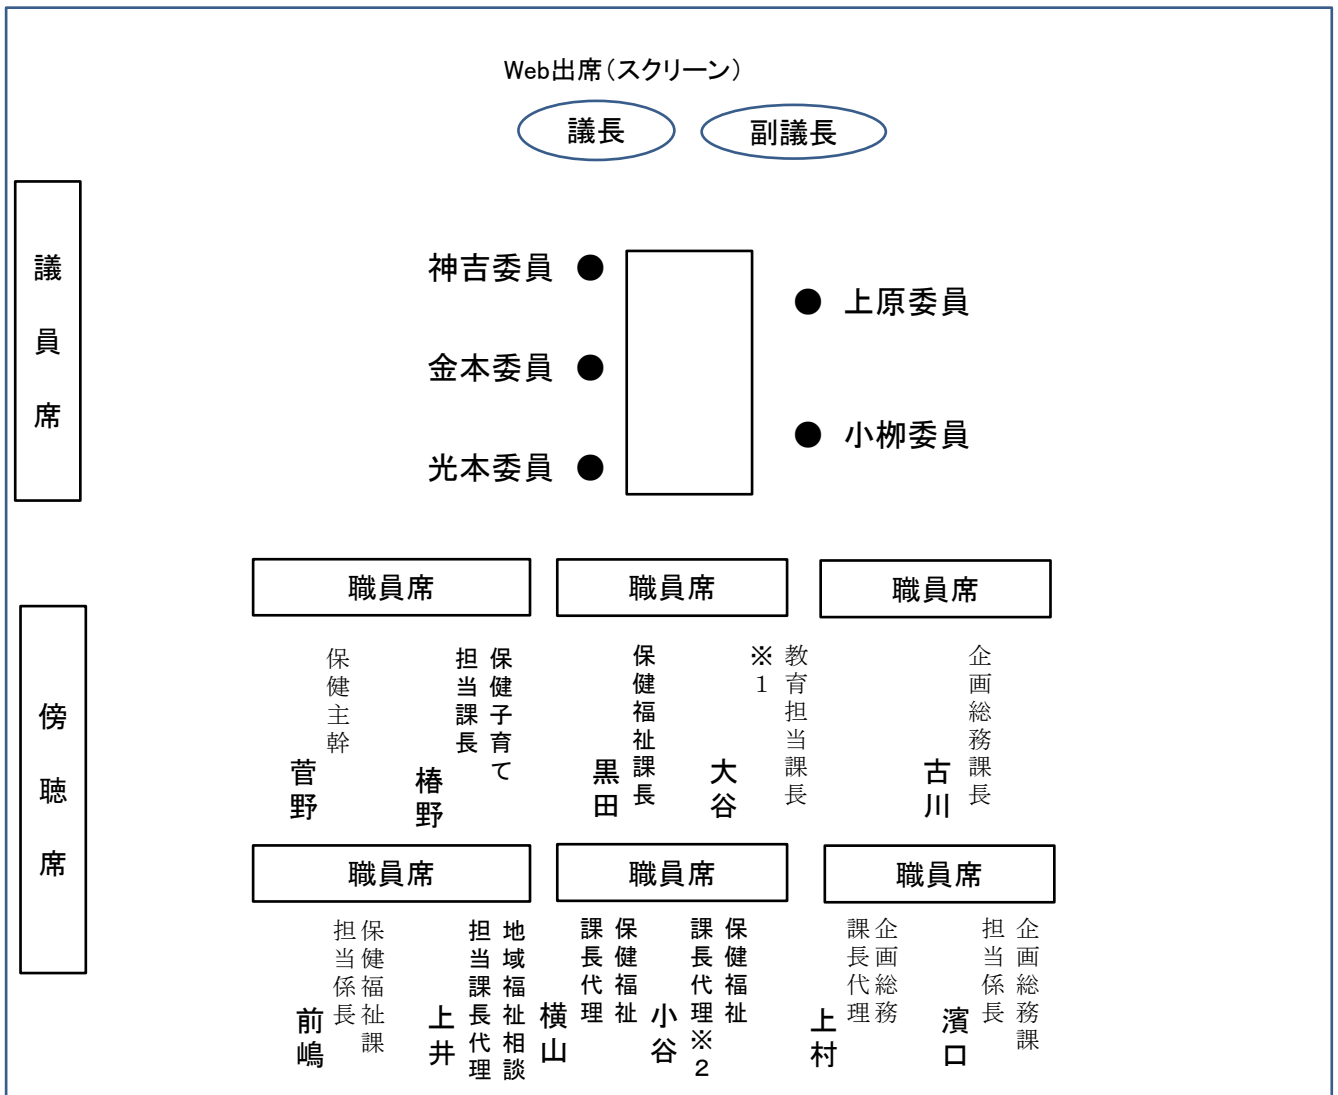 Web出席（スクリーン）
議長
副議長
議員席
神吉委員 ●
● 上原委員
金本委員 ●
● 小栁委員
光本委員 ●
傍聴席
職員席
職員席
職員席
保健主幹
菅野
保健子育て
担当課長
椿野
保健福祉課長
黒田
教育担当課長
※1
大谷
企画総務課長
古川
職員席
職員席
職員席
保健福祉課
担当係長
前嶋
地域福祉相談
担当課長代理
上井
保健福祉
課長代理
横山
保健福祉
課長代理※2
小谷
企画総務
課長代理
上村
企画総務課
担当係長
濱口